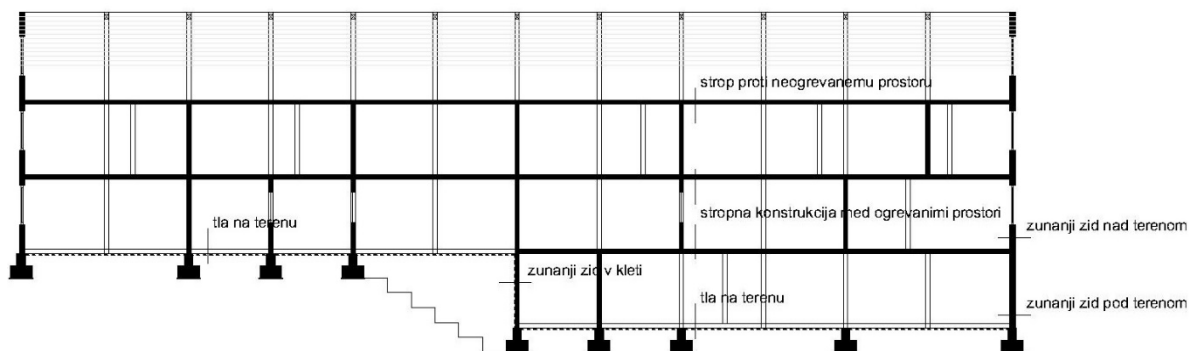 strop proti neogrevanemu prostoru
stropna konstrukcija med ogrevanimi prostori
tla na terenu
zunanji zid nad terenom
zunanji zid v kleti
tla na terenu
zunanji zid pod terenom